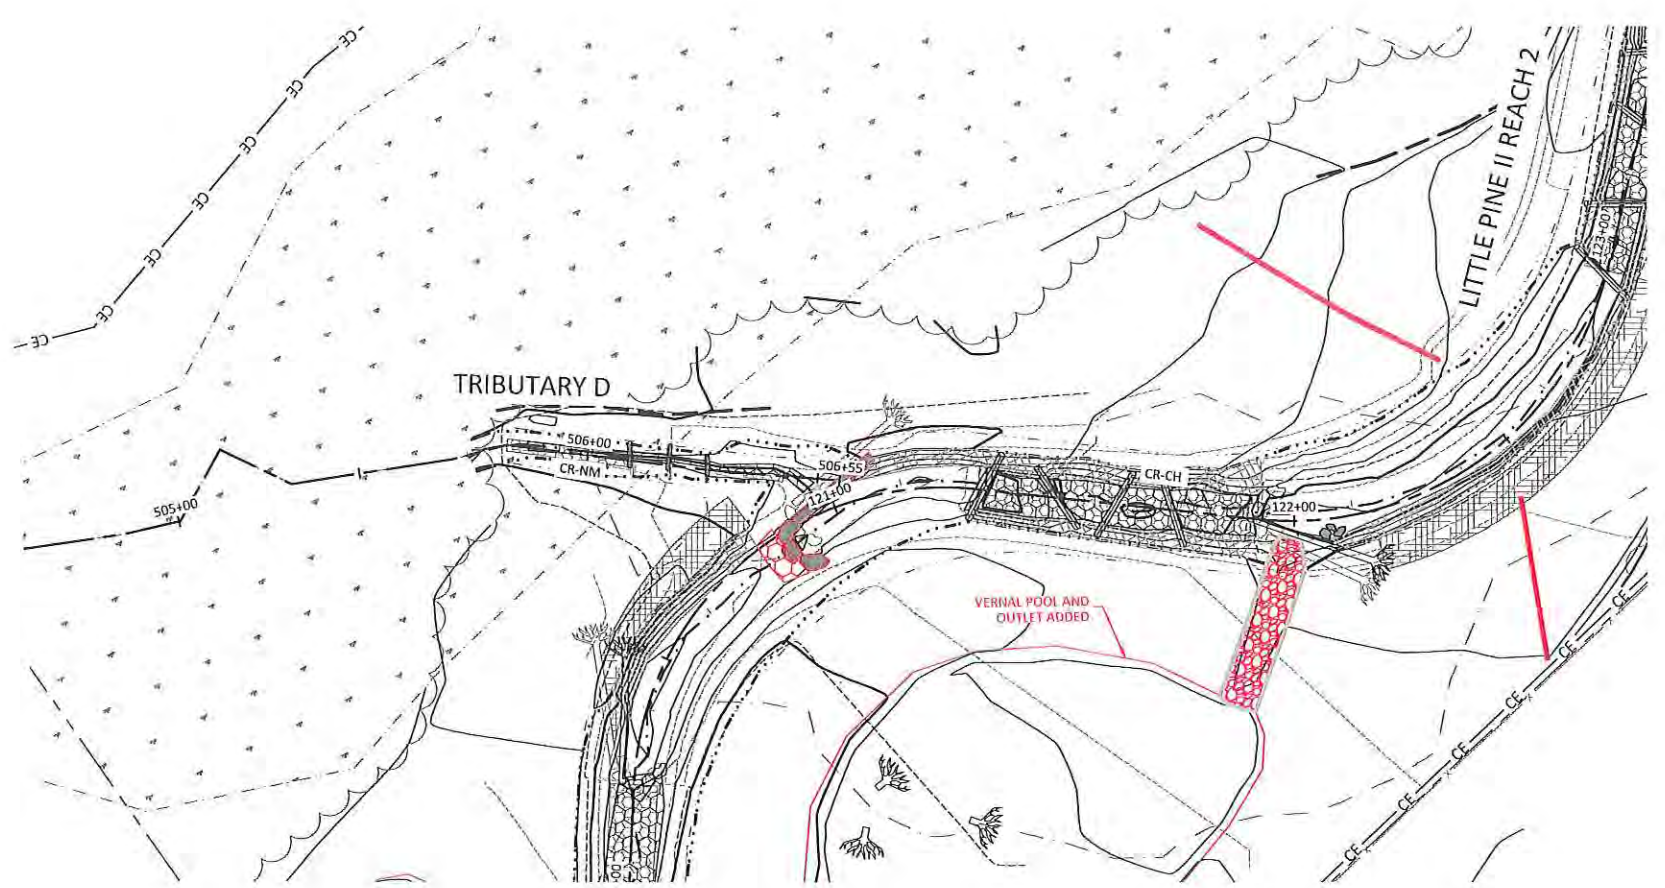 CE
CE
CE
CE
CE
CE
CE
LITTLE PINE II REACH 2
123+00
TRIBUTARY D
506+00
CR-NM
506+55
121+00
CR-CH
122+00
505+00
VERNAL POOL AND
OUTLET ADDED
CE
CE
CE
CE
CE
CE